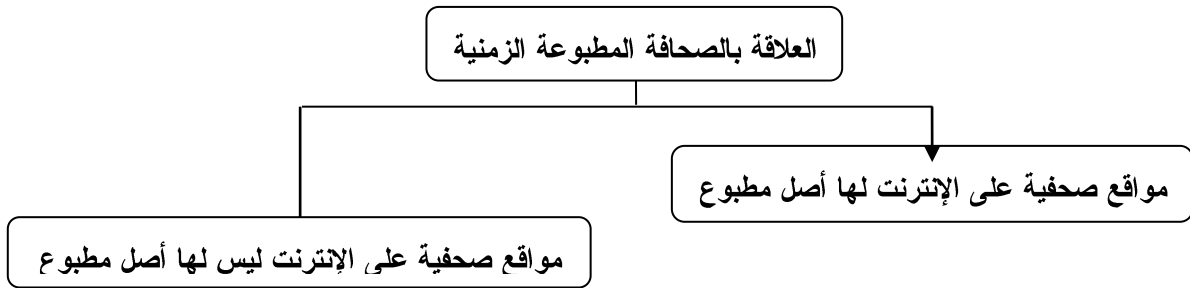 العلاقة بالصحافة المطبوعة الزمنية
مواقع صحفية على الإنترنت لها أصل مطبوع
مواقع صحفية على الإنترنت ليس لها أصل مطبوع